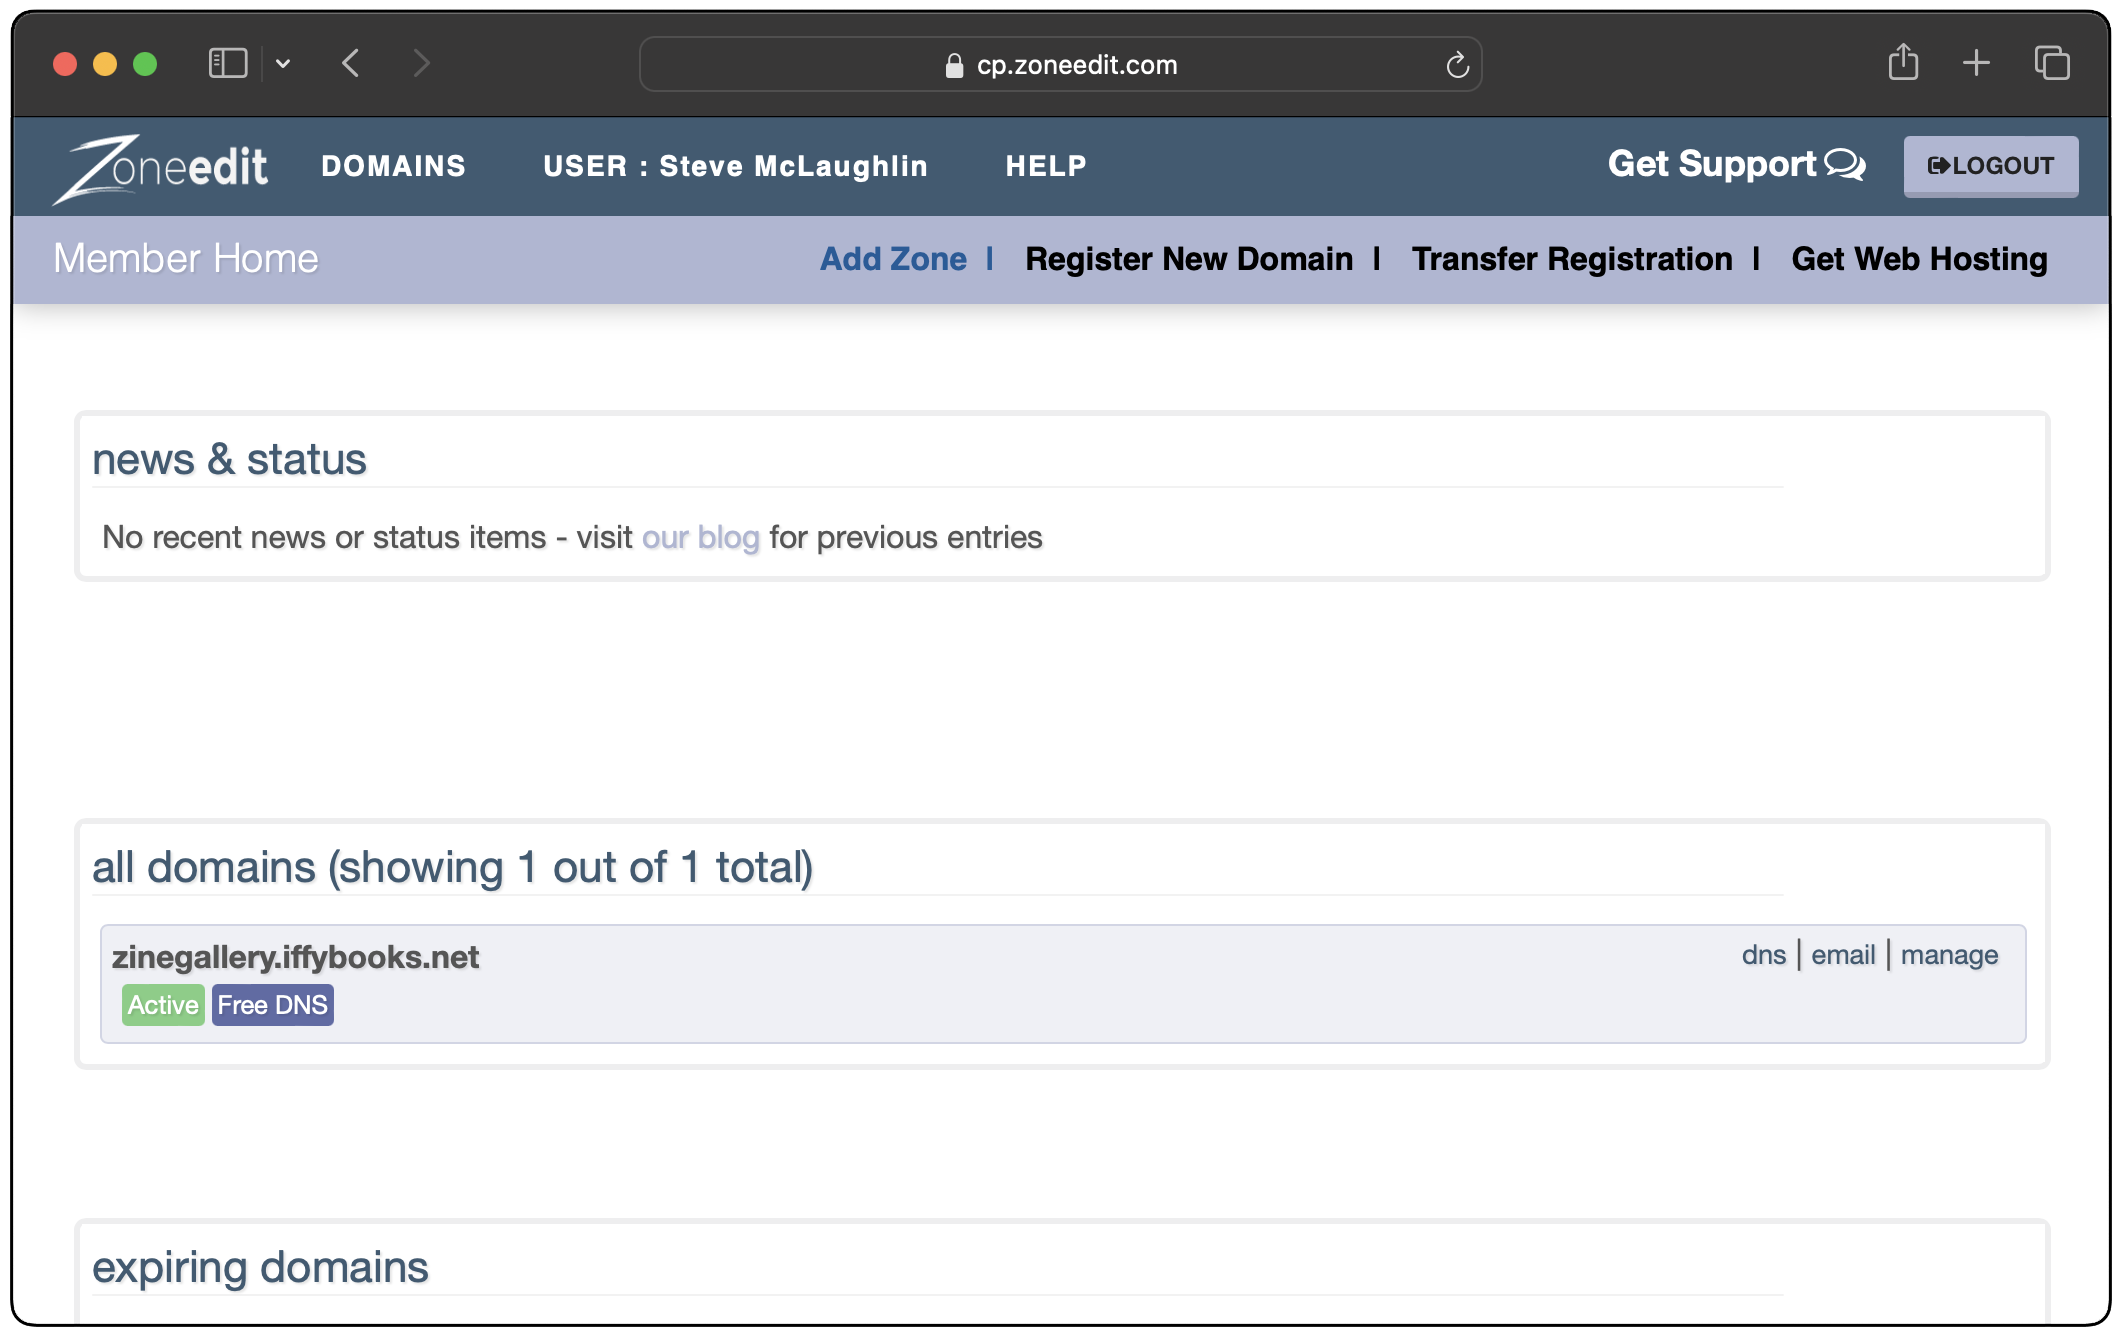 cp.zoneedit.com
Zoneedit DOMAINS USER : Steve McLaughlin HELP Get Support LOGOUT
Member Home Add Zone | Register New Domain | Transfer Registration | Get Web Hosting
news & status
No recent news or status items - visit our blog for previous entries
all domains (showing 1 out of 1 total)
zinegallery.iffybooks.net dns | email | manage
Active Free DNS
expiring domains